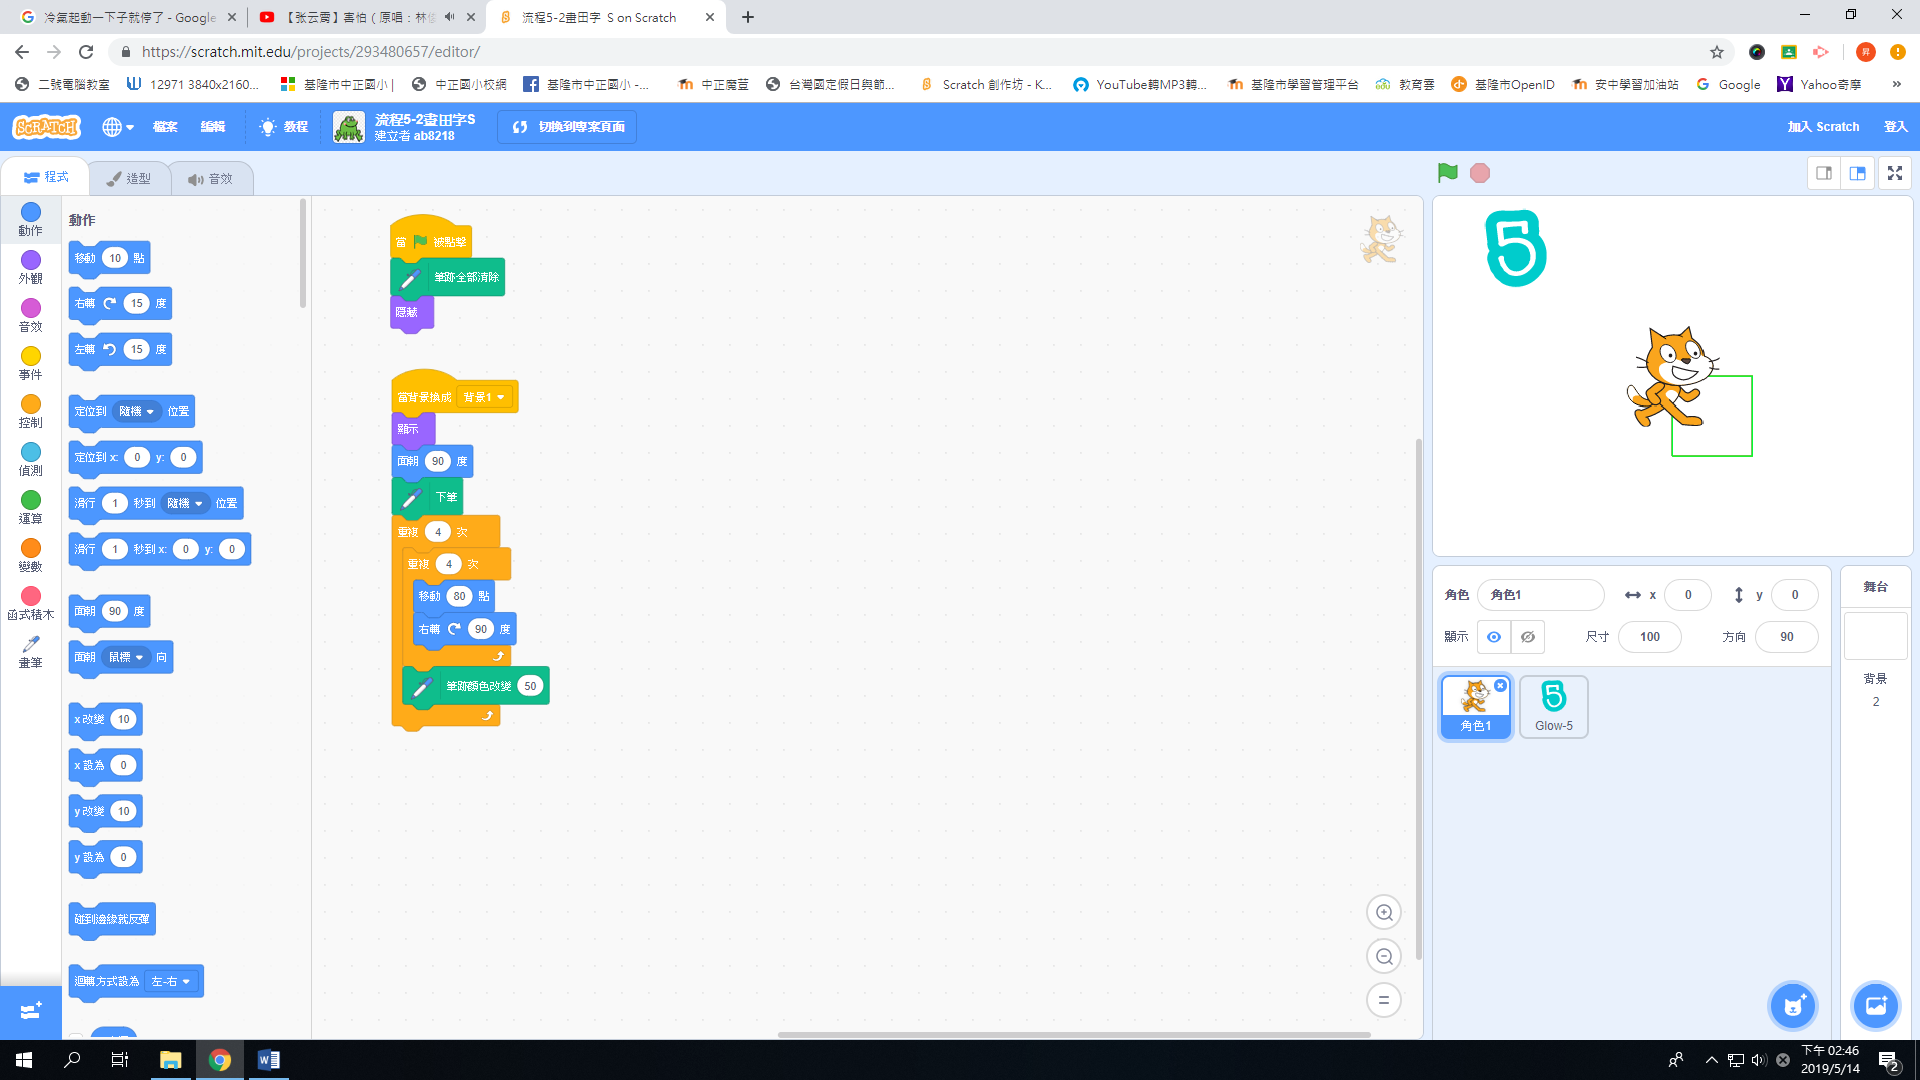 冷氣起動一下子就停了 - Google
【张云雷】害怕（原唱：林俊
流程5-2畫田字 S on Scratch
https://scratch.mit.edu/projects/293480657/editor/
昇
二號電腦教室
12971 3840x2160...
基隆市中正國小 |
中正國小校網
基隆市中正國小 -...
中正魔荳
台灣國定假日與節...
Scratch 創作坊 - K...
YouTube轉MP3轉...
基隆市學習管理平台
教育雲
基隆市OpenID
安中學習加油站
Google
Yahoo奇摩
»
SCRATCH
檔案
編輯
教程
流程5-2畫田字S
建立者 ab8218
切換到專案頁面
加入 Scratch
登入
程式
造型
音效
動作
外觀
音效
事件
控制
偵測
運算
變數
函式積木
畫筆
動作
移動 10 點
右轉 15 度
左轉 15 度
定位到 隨機 位置
定位到 x: 0 y: 0
滑行 1 秒到 隨機 位置
滑行 1 秒到 x: 0 y: 0
面朝 90 度
面朝 鼠標 向
x 改變 10
x 設為 0
y 改變 10
y 設為 0
碰到邊緣就反彈
迴轉方式設為 左-右
當 被點擊
筆跡全部清除
隱藏
當背景換成 背景1
顯示
面朝 90 度
下筆
重複 4 次
重複 4 次
移動 80 點
右轉 90 度
筆跡顏色改變 50
5
角色 角色1 x 0 y 0
顯示 尺寸 100 方向 90
角色1
5
Glow-5
舞台
背景
2
下午 02:46
2019/5/14
2